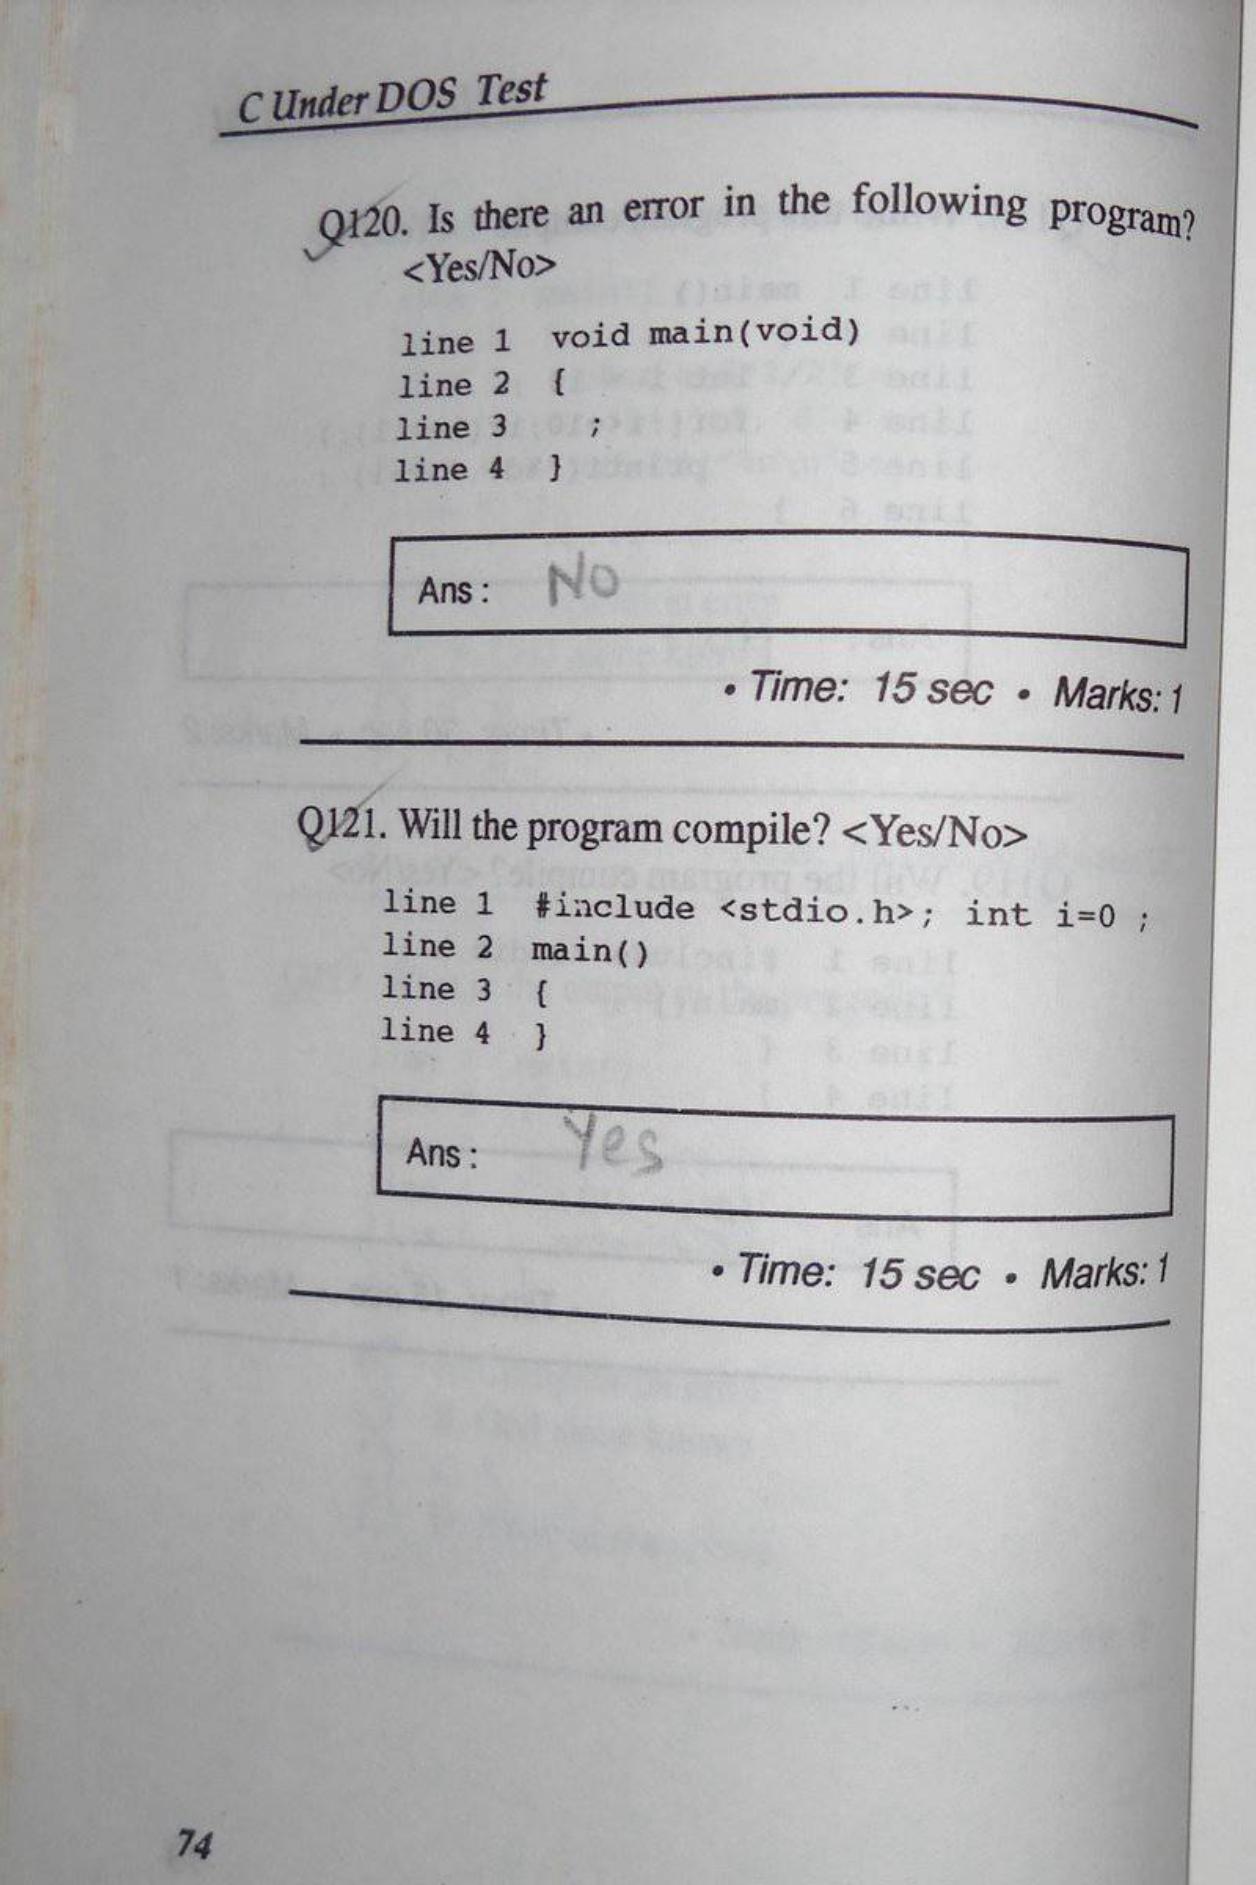 C Under DOS Test
Q120. Is there an error in the following program?
<Yes/No>
line 1 void main(void)
line 2 {
line 3 ;
line 4 }
Ans : No
• Time: 15 sec • Marks: 1
Q121. Will the program compile? <Yes/No>
line 1 #include <stdio.h>; int i=0 ;
line 2 main()
line 3 {
line 4 }
Ans : Yes
• Time: 15 sec • Marks: 1
74